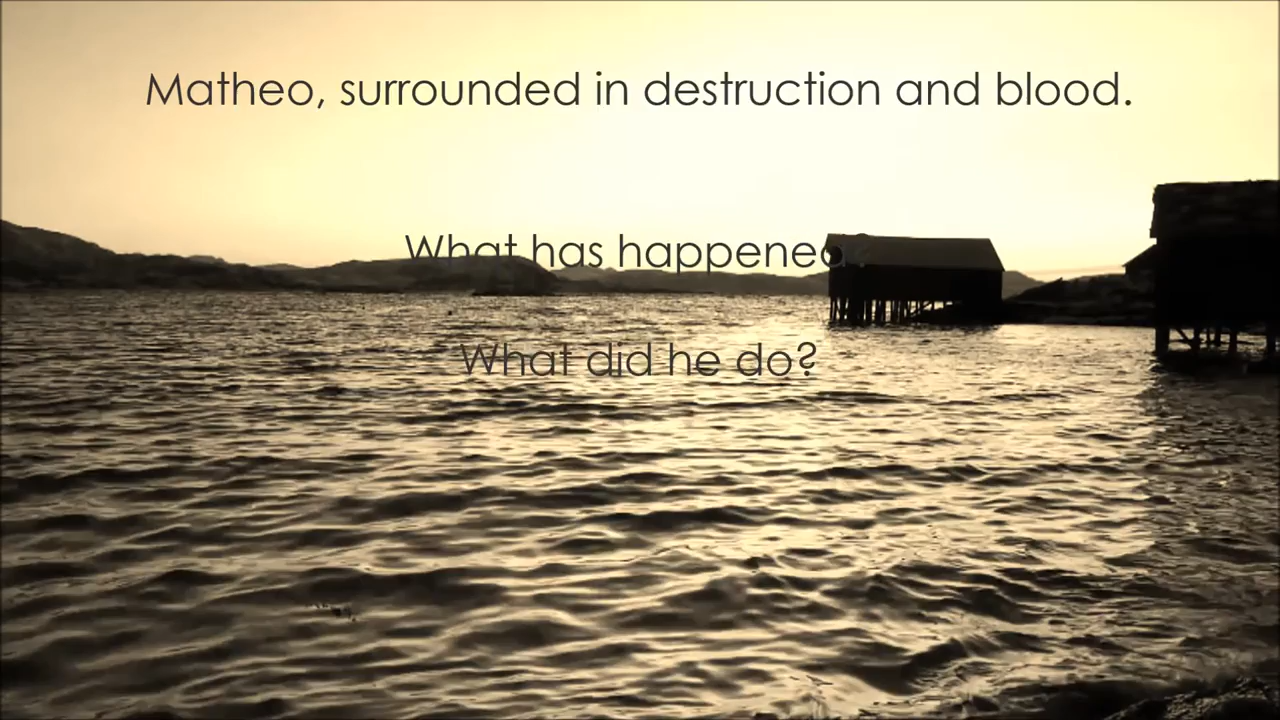 Matheo, surrounded in destruction and blood.
What has happened?
What did he do?